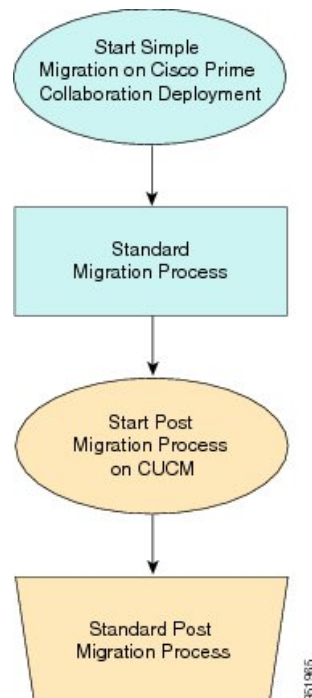 Start Simple
Migration on Cisco Prime
Collaboration Deployment
Standard
Migration Process
Start Post
Migration Process
on CUCM
Standard Post
Migration Process